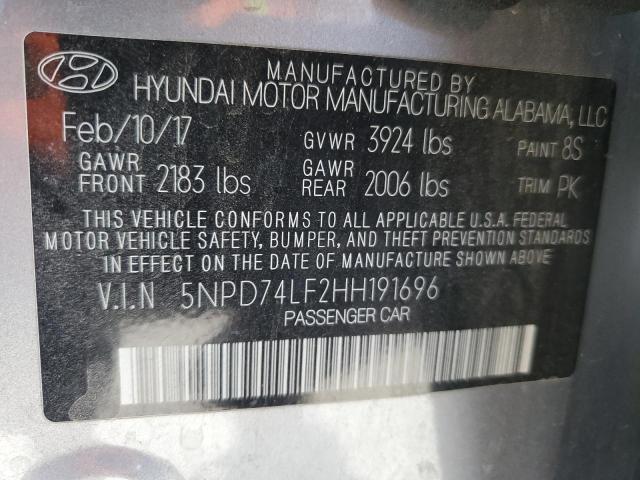 MANUFACTURED BY
HYUNDAI MOTOR MANUFACTURING ALABAMA, LLC
Feb/10/17 GVWR 3924 lbs PAINT 8S
GAWR FRONT 2183 lbs GAWR REAR 2006 lbs TRIM PK
THIS VEHICLE CONFORMS TO ALL APPLICABLE U.S.A. FEDERAL
MOTOR VEHICLE SAFETY, BUMPER, AND THEFT PREVENTION STANDARDS
IN EFFECT ON THE DATE OF MANUFACTURE SHOWN ABOVE
V.I.N 5NPD74LF2HH191696
PASSENGER CAR